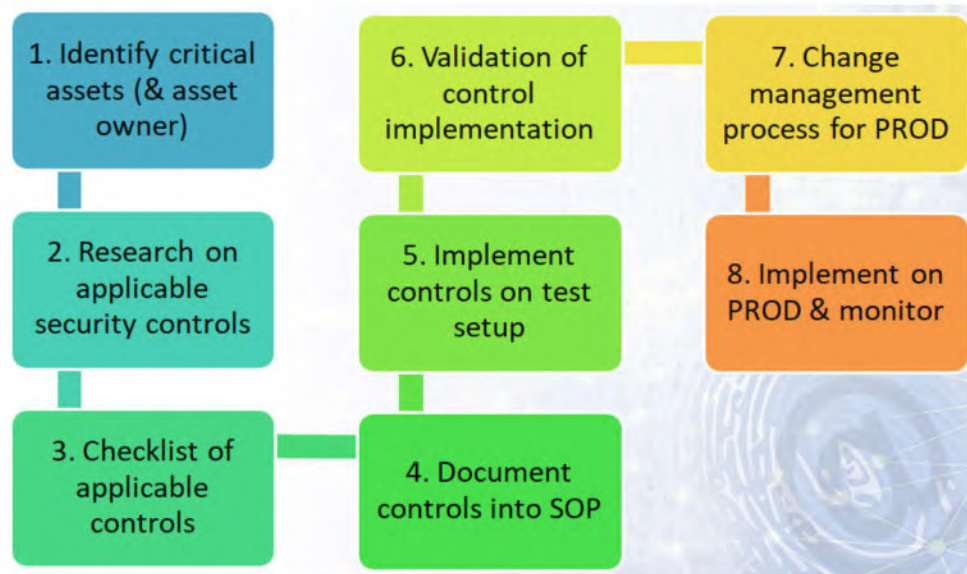 1. Identify critical
assets (& asset
owner)
2. Research on
applicable
security controls
3. Checklist of
applicable
controls
4. Document
controls into SOP
5. Implement
controls on test
setup
6. Validation of
control
implementation
7. Change
management
process for PROD
8. Implement on
PROD & monitor